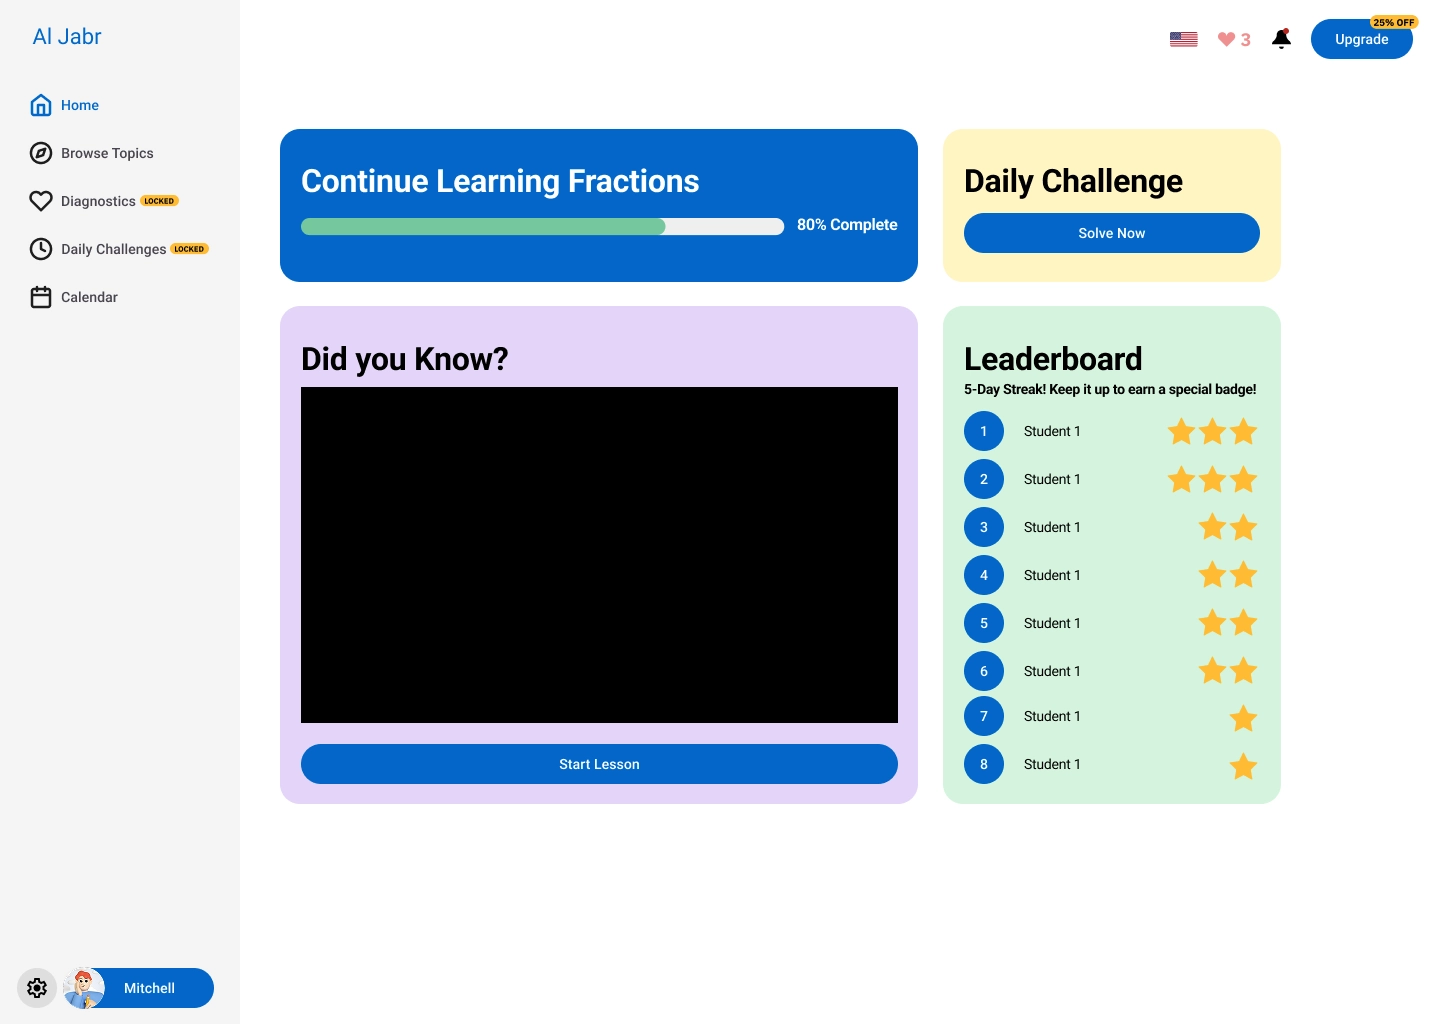 Al Jabr
Home
Browse Topics
Diagnostics LOCKED
Daily Challenges LOCKED
Calendar
Mitchell
3
25% OFF
Upgrade
Continue Learning Fractions
80% Complete
Daily Challenge
Solve Now
Did you Know?
Start Lesson
Leaderboard
5-Day Streak! Keep it up to earn a special badge!
1 Student 1
2 Student 1
3 Student 1
4 Student 1
5 Student 1
6 Student 1
7 Student 1
8 Student 1